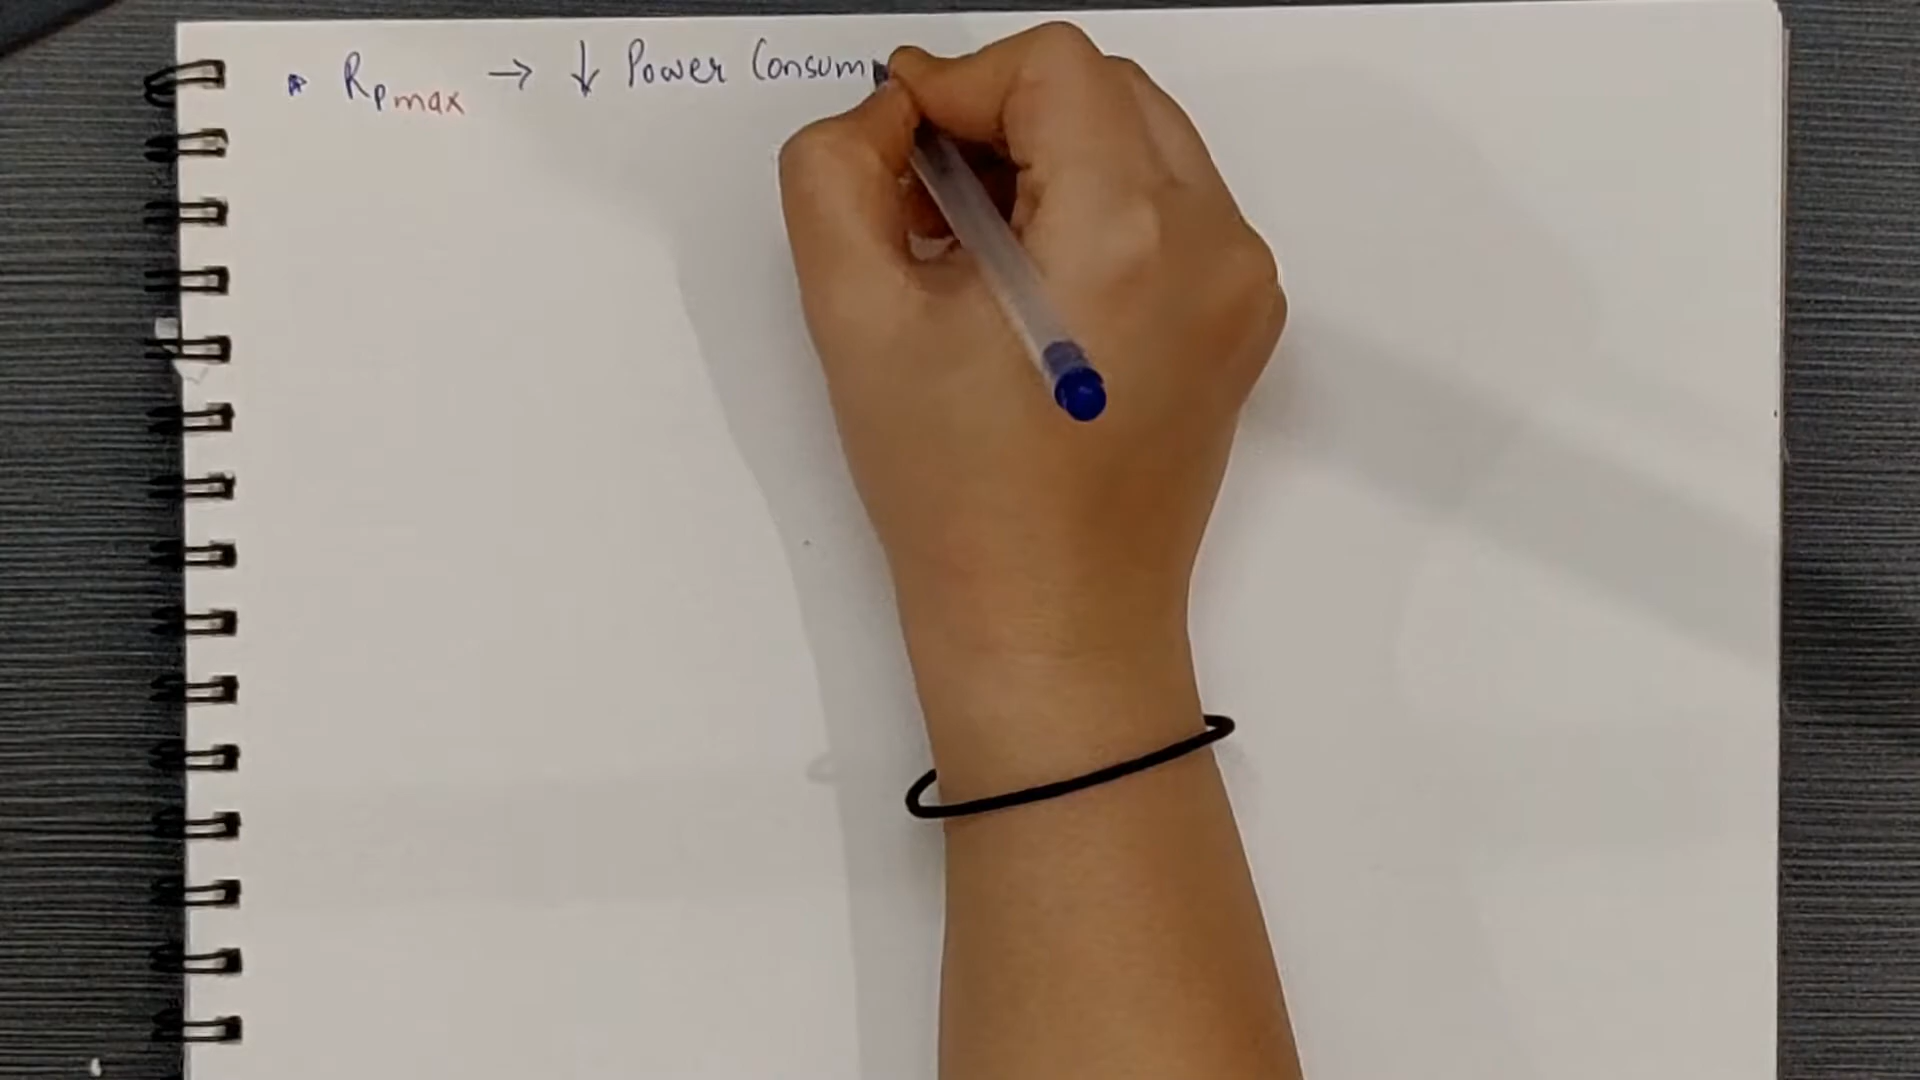 * Rpmax → ↓ Power Consum